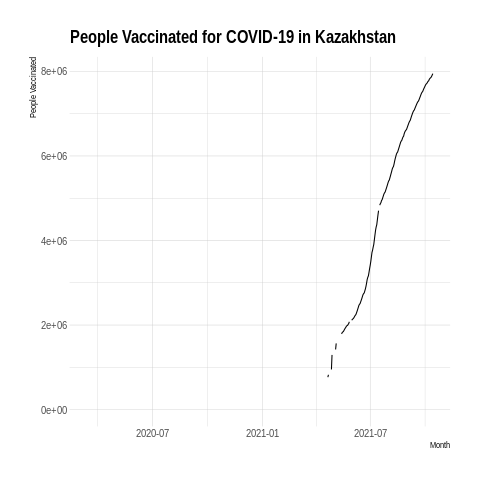 People Vaccinated for COVID-19 in Kazakhstan
People Vaccinated
8e+06
6e+06
4e+06
2e+06
0e+00
2020-07
2021-01
2021-07
Month